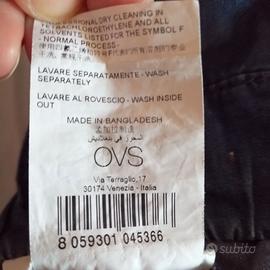 PROFESSIONAL DRY CLEANING IN
TETRACHLOROETHYLENE AND ALL
SOLVENTS LISTED FOR THE SYMBOL F
- NORMAL PROCESS -
LAVARE SEPARATAMENTE - WASH
SEPARATELY
LAVARE AL ROVESCIO - WASH INSIDE
OUT
MADE IN BANGLADESH
孟加拉制造
OVS
Via Terraglio,17
30174 Venezia - Italia
8 059301 045366
subito